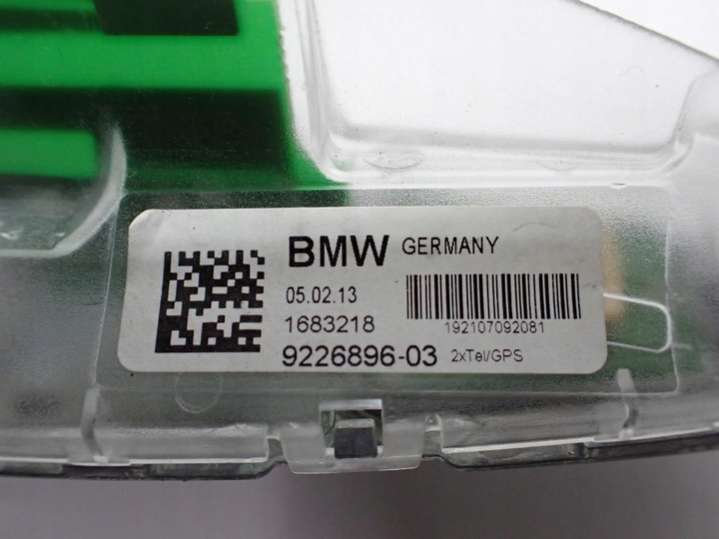 BMW GERMANY
05.02.13
1683218
192107092081
9226896-03 2xTel/GPS